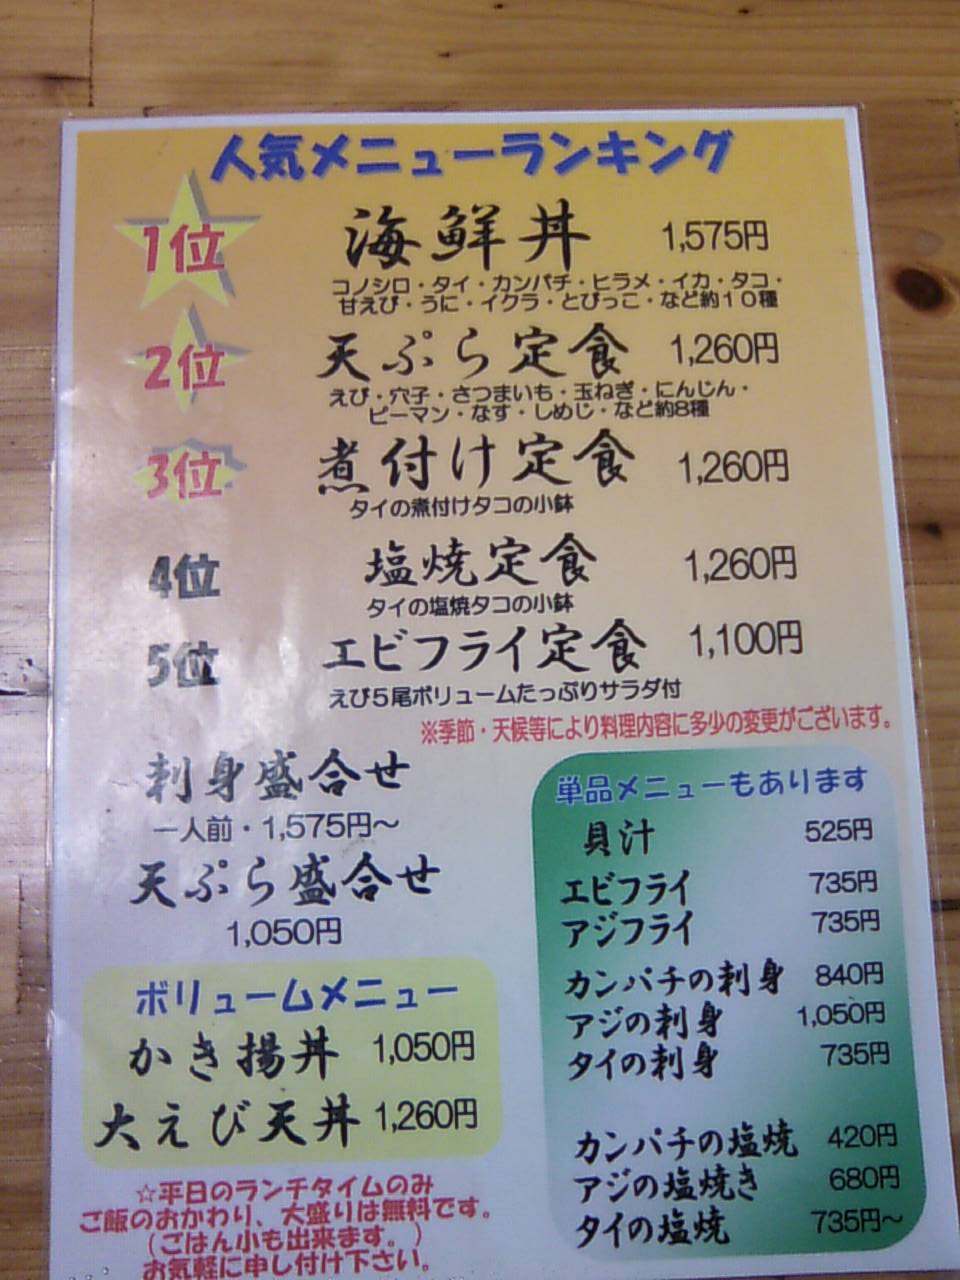 人気メニューランキング
1位 海鮮丼 1,575円
コノシロ・タイ・カンパチ・ヒラメ・イカ・タコ・
甘えび・うに・イクラ・とびっこ・など約10種
2位 天ぷら定食 1,260円
えび・穴子・さつまいも・玉ねぎ・にんじん・
ピーマン・なす・しめじ・など約8種
3位 煮付け定食 1,260円
タイの煮付けタコの小鉢
4位 塩焼定食 1,260円
タイの塩焼タコの小鉢
5位 エビフライ定食 1,100円
えび5尾ボリュームたっぷりサラダ付
※季節・天候等により料理内容に多少の変更がございます。
刺身盛合せ
一人前・1,575円～
天ぷら盛合せ
1,050円
ボリュームメニュー
かき揚丼 1,050円
大えび天丼 1,260円
☆平日のランチタイムのみ
ご飯のおかわり、大盛りは無料です。
(ごはん小も出来ます。)
お気軽に申し付け下さい。
単品メニューもあります
貝汁 525円
エビフライ 735円
アジフライ 735円
カンパチの刺身 840円
アジの刺身 1,050円
タイの刺身 735円
カンパチの塩焼 420円
アジの塩焼き 680円
タイの塩焼 735円～